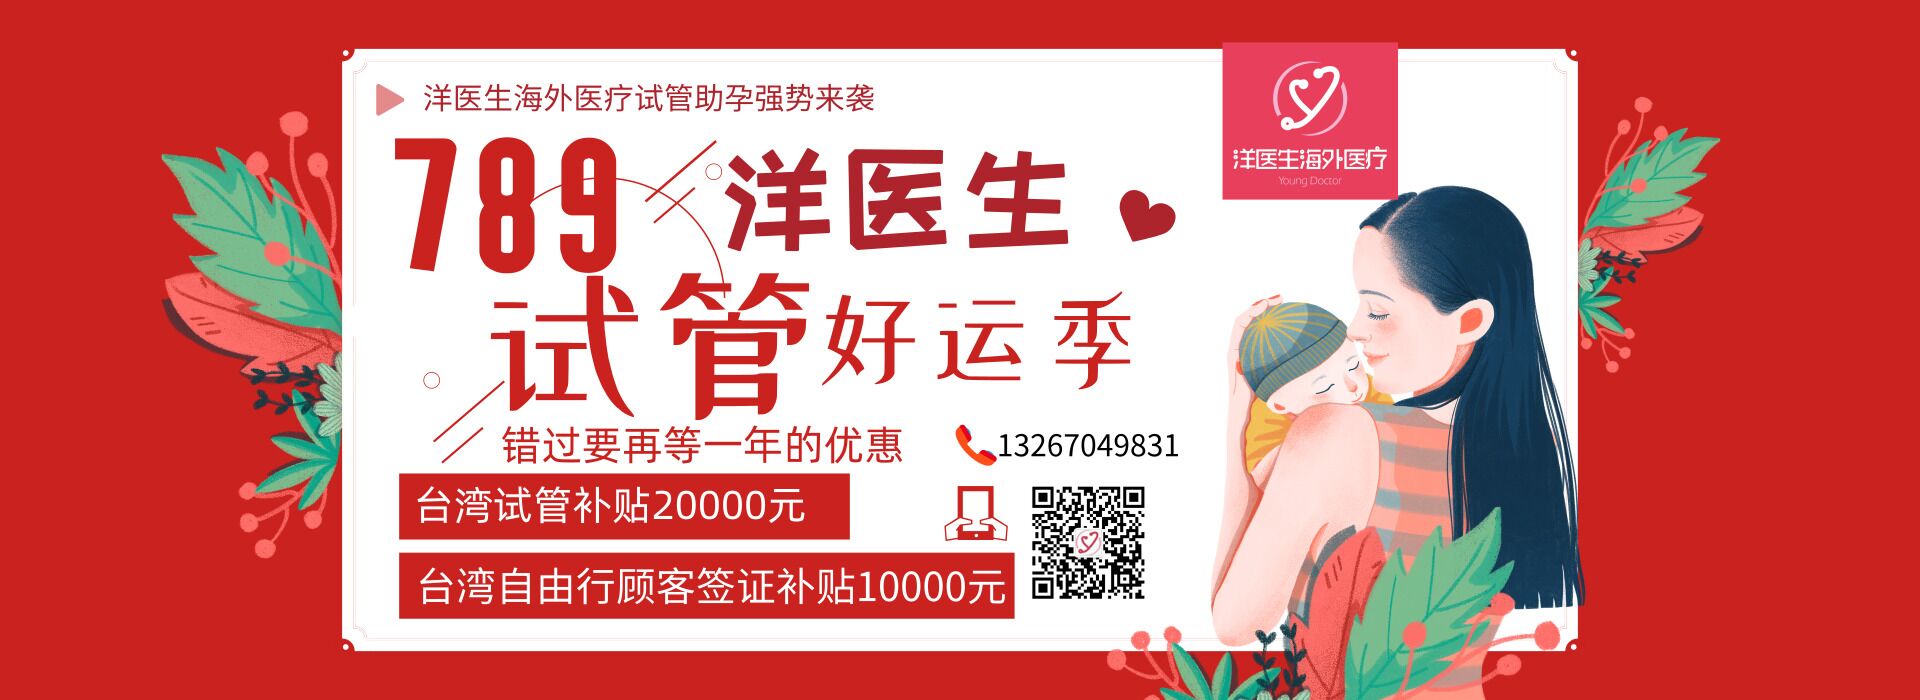 洋医生海外医疗试管助孕强势来袭
789 洋医生
试管好运季
错过要再等一年的优惠
13267049831
台湾试管补贴20000元
台湾自由行顾客签证补贴10000元
洋医生海外医疗
Young Doctor